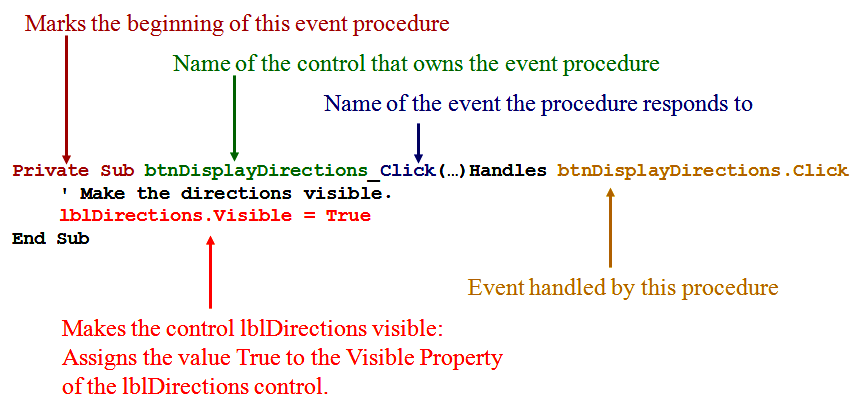 Marks the beginning of this event procedure
Name of the control that owns the event procedure
Name of the event the procedure responds to
Private Sub btnDisplayDirections_Click(…)Handles btnDisplayDirections.Click
' Make the directions visible.
lblDirections.Visible = True
End Sub
Event handled by this procedure
Makes the control lblDirections visible:
Assigns the value True to the Visible Property
of the lblDirections control.